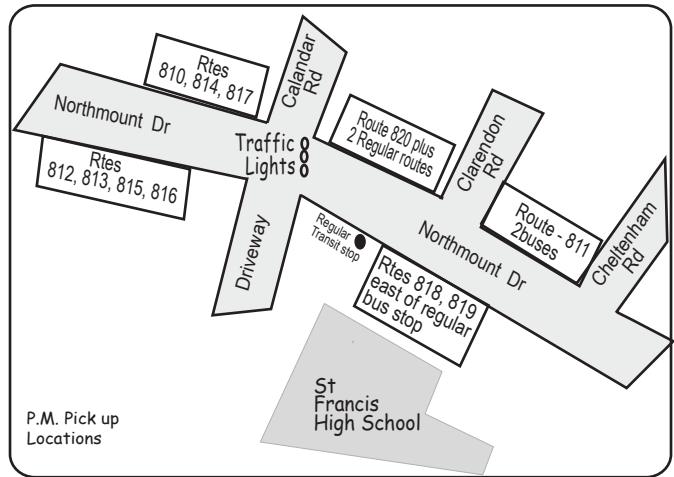 Rtes
810, 814, 817
Calandar
Rd
Northmount Dr
Rtes
812, 813, 815, 816
Traffic
Lights
Route 820 plus
2 Regular routes
Clarendon
Rd
Route - 811
2buses
Cheltenham
Rd
Driveway
Regular
Transit stop
Northmount Dr
Rtes 818, 819
east of regular
bus stop
St
Francis
High School
P.M. Pick up
Locations